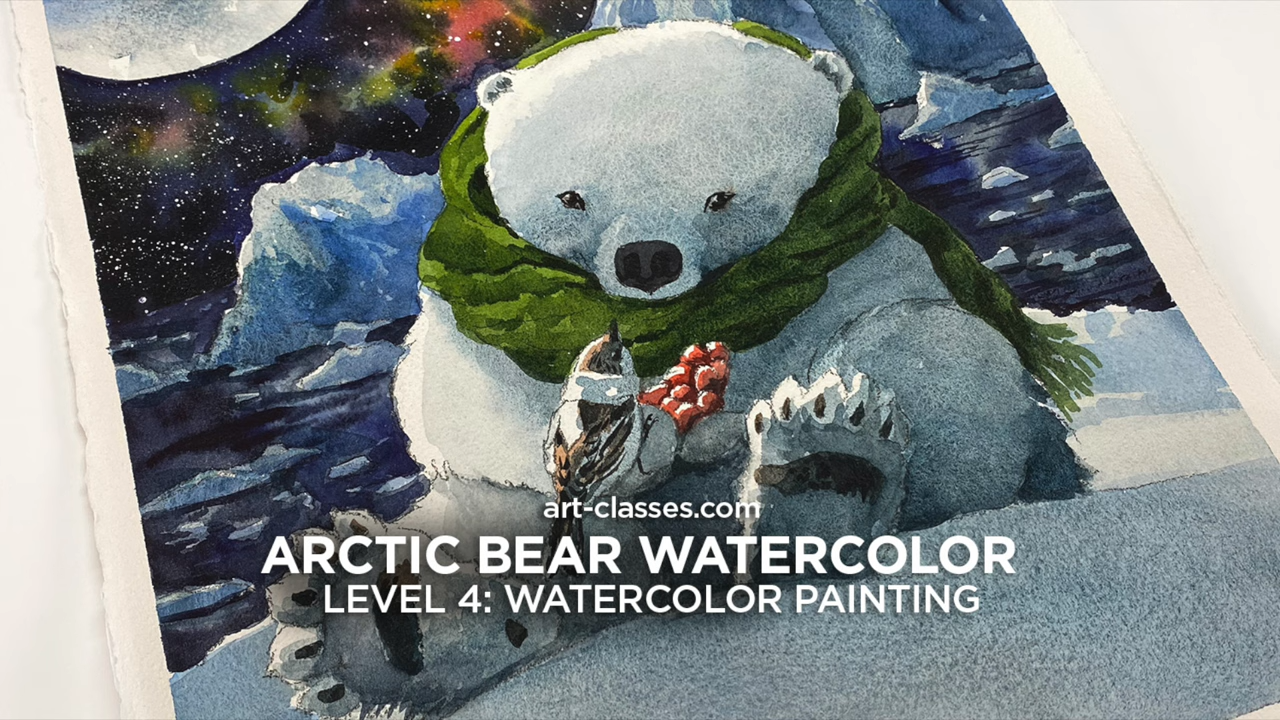 art-classes.com
ARCTIC BEAR WATERCOLOR
LEVEL 4: WATERCOLOR PAINTING